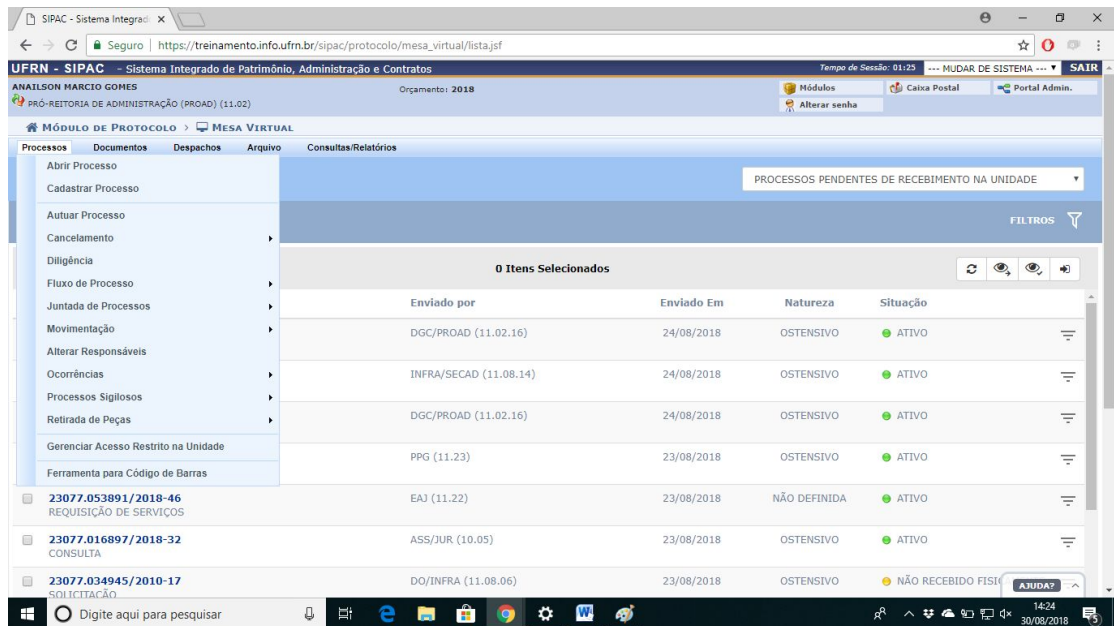 SIPAC - Sistema Integrad
Seguro | https://treinamento.info.ufrn.br/sipac/protocolo/mesa_virtual/lista.jsf
UFRN - SIPAC - Sistema Integrado de Patrimônio, Administração e Contratos
Tempo de Sessão: 01:25 --- MUDAR DE SISTEMA --- SAIR
ANAILSON MARCIO GOMES
Orçamento: 2018
Módulos Caixa Postal Portal Admin.
PRÓ-REITORIA DE ADMINISTRAÇÃO (PROAD) (11.02)
Alterar senha
MÓDULO DE PROTOCOLO > MESA VIRTUAL
Processos Documentos Despachos Arquivo Consultas/Relatórios
Abrir Processo
Cadastrar Processo
Autuar Processo
Cancelamento
Diligência
Fluxo de Processo
Juntada de Processos
Movimentação
Alterar Responsáveis
Ocorrências
Processos Sigilosos
Retirada de Peças
Gerenciar Acesso Restrito na Unidade
Ferramenta para Código de Barras
PROCESSOS PENDENTES DE RECEBIMENTO NA UNIDADE
FILTROS
0 Itens Selecionados
Enviado por Enviado Em Natureza Situação
DGC/PROAD (11.02.16) 24/08/2018 OSTENSIVO ATIVO
INFRA/SECAD (11.08.14) 24/08/2018 OSTENSIVO ATIVO
DGC/PROAD (11.02.16) 24/08/2018 OSTENSIVO ATIVO
PPG (11.23) 23/08/2018 OSTENSIVO ATIVO
23077.053891/2018-46 EAJ (11.22) 23/08/2018 NÃO DEFINIDA ATIVO
REQUISIÇÃO DE SERVIÇOS
23077.016897/2018-32 ASS/JUR (10.05) 23/08/2018 OSTENSIVO ATIVO
CONSULTA
23077.034945/2010-17 DO/INFRA (11.08.06) 23/08/2018 OSTENSIVO NÃO RECEBIDO
SOLICITAÇÃO
AJUDA?
Digite aqui para pesquisar
14:24
30/08/2018